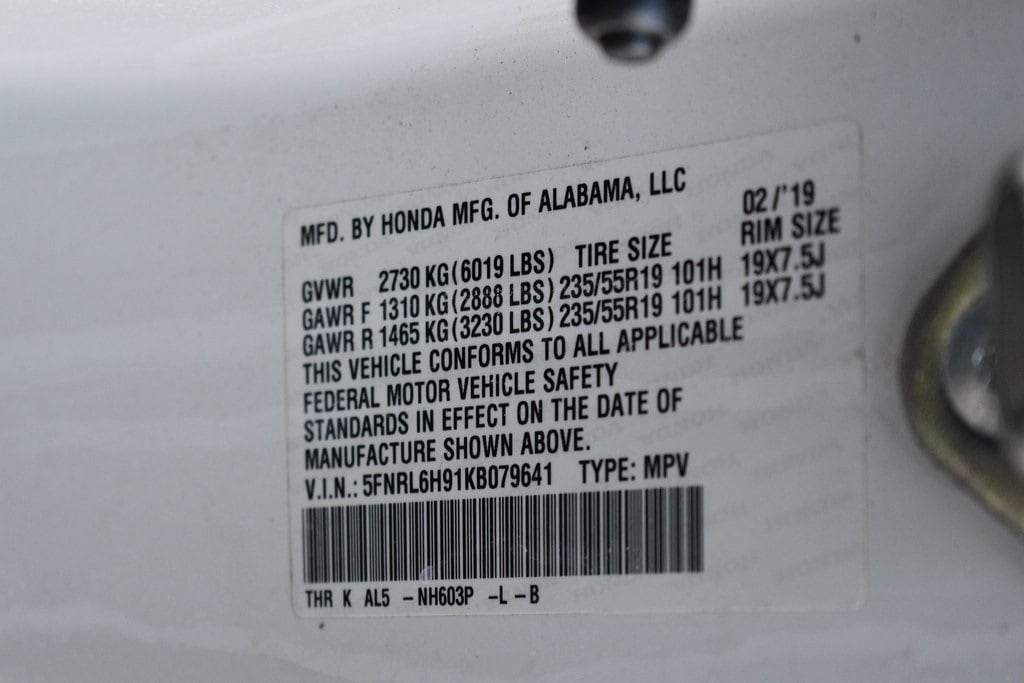 MFD. BY HONDA MFG. OF ALABAMA, LLC 02/'19
GVWR 2730 KG (6019 LBS) TIRE SIZE RIM SIZE
GAWR F 1310 KG (2888 LBS) 235/55R19 101H 19X7.5J
GAWR R 1465 KG (3230 LBS) 235/55R19 101H 19X7.5J
THIS VEHICLE CONFORMS TO ALL APPLICABLE
FEDERAL MOTOR VEHICLE SAFETY
STANDARDS IN EFFECT ON THE DATE OF
MANUFACTURE SHOWN ABOVE.
V.I.N.: 5FNRL6H91KB079641 TYPE: MPV
THR K AL5 -NH603P -L -B